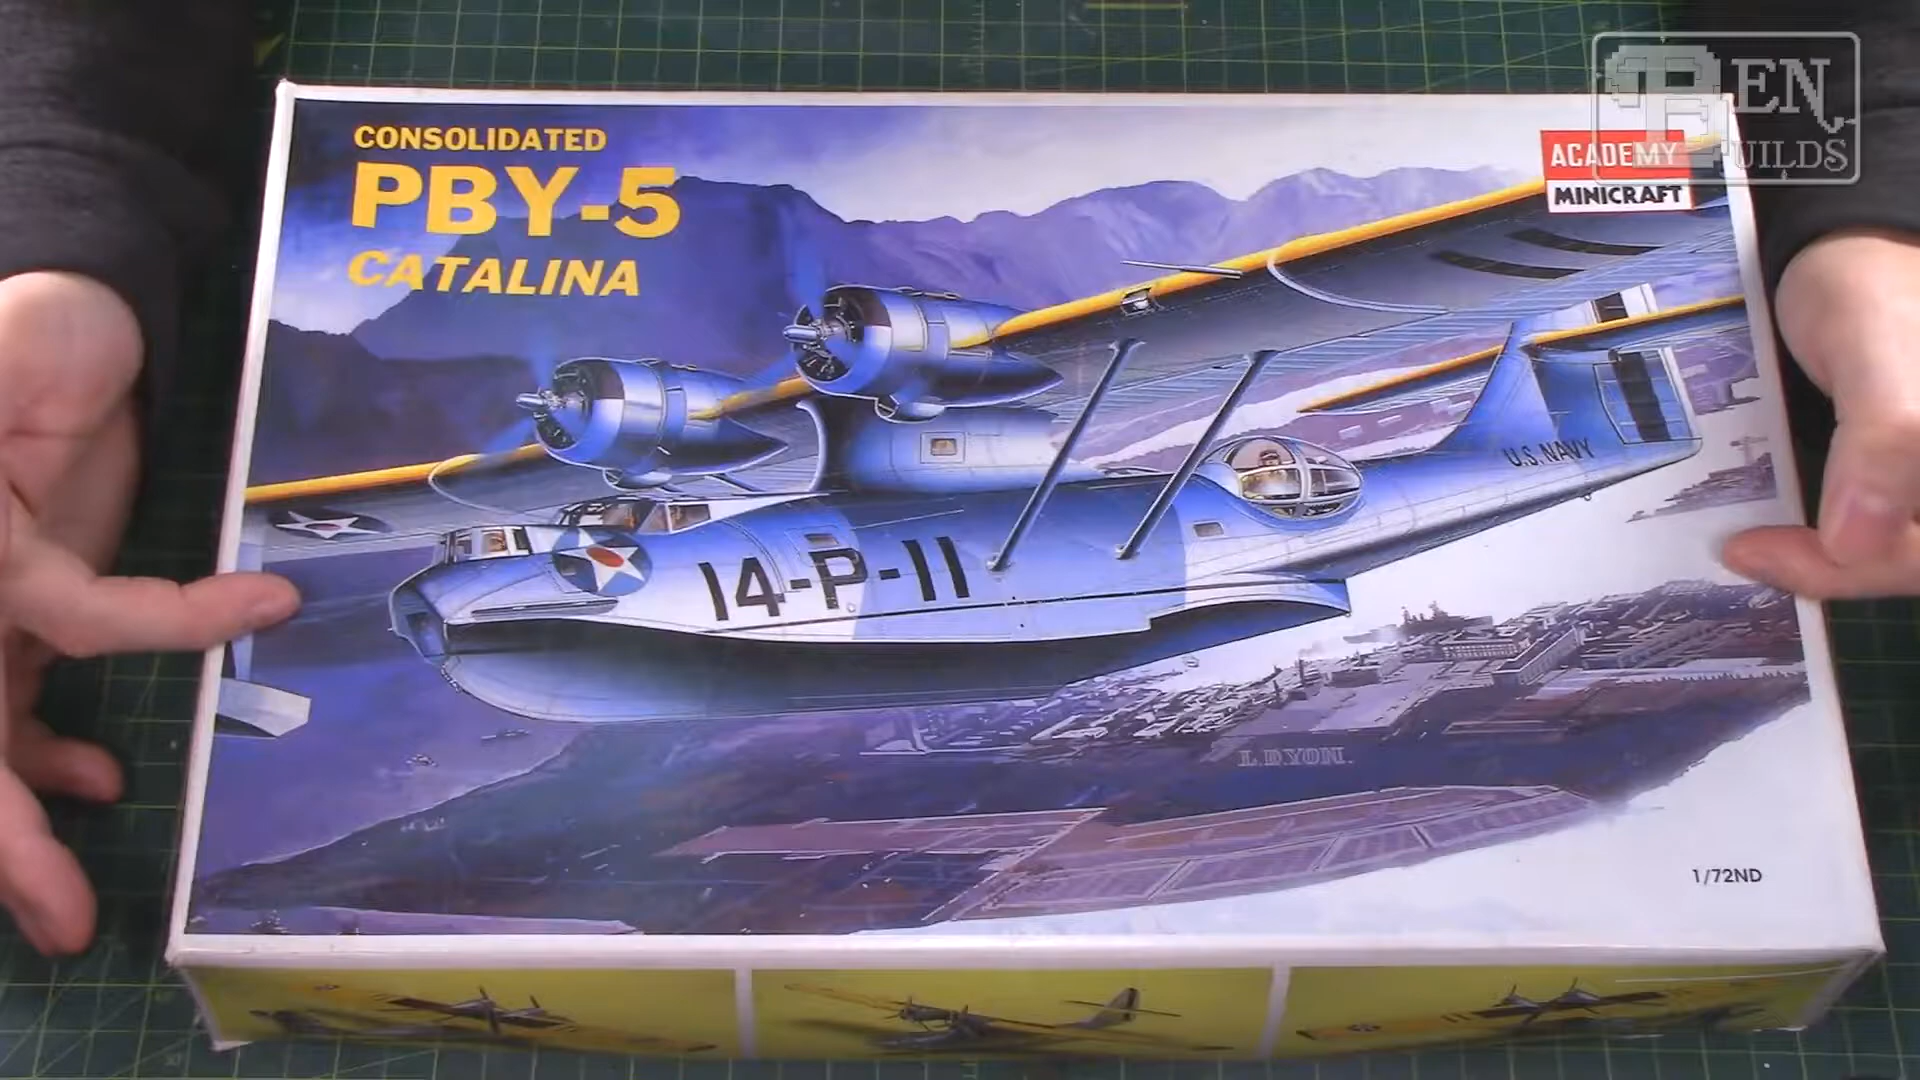 CONSOLIDATED
PBY-5
CATALINA
BEN
BUILDS
ACADEMY
MINICRAFT
14-P-11
U.S. NAVY
L.DYON.
1/72ND